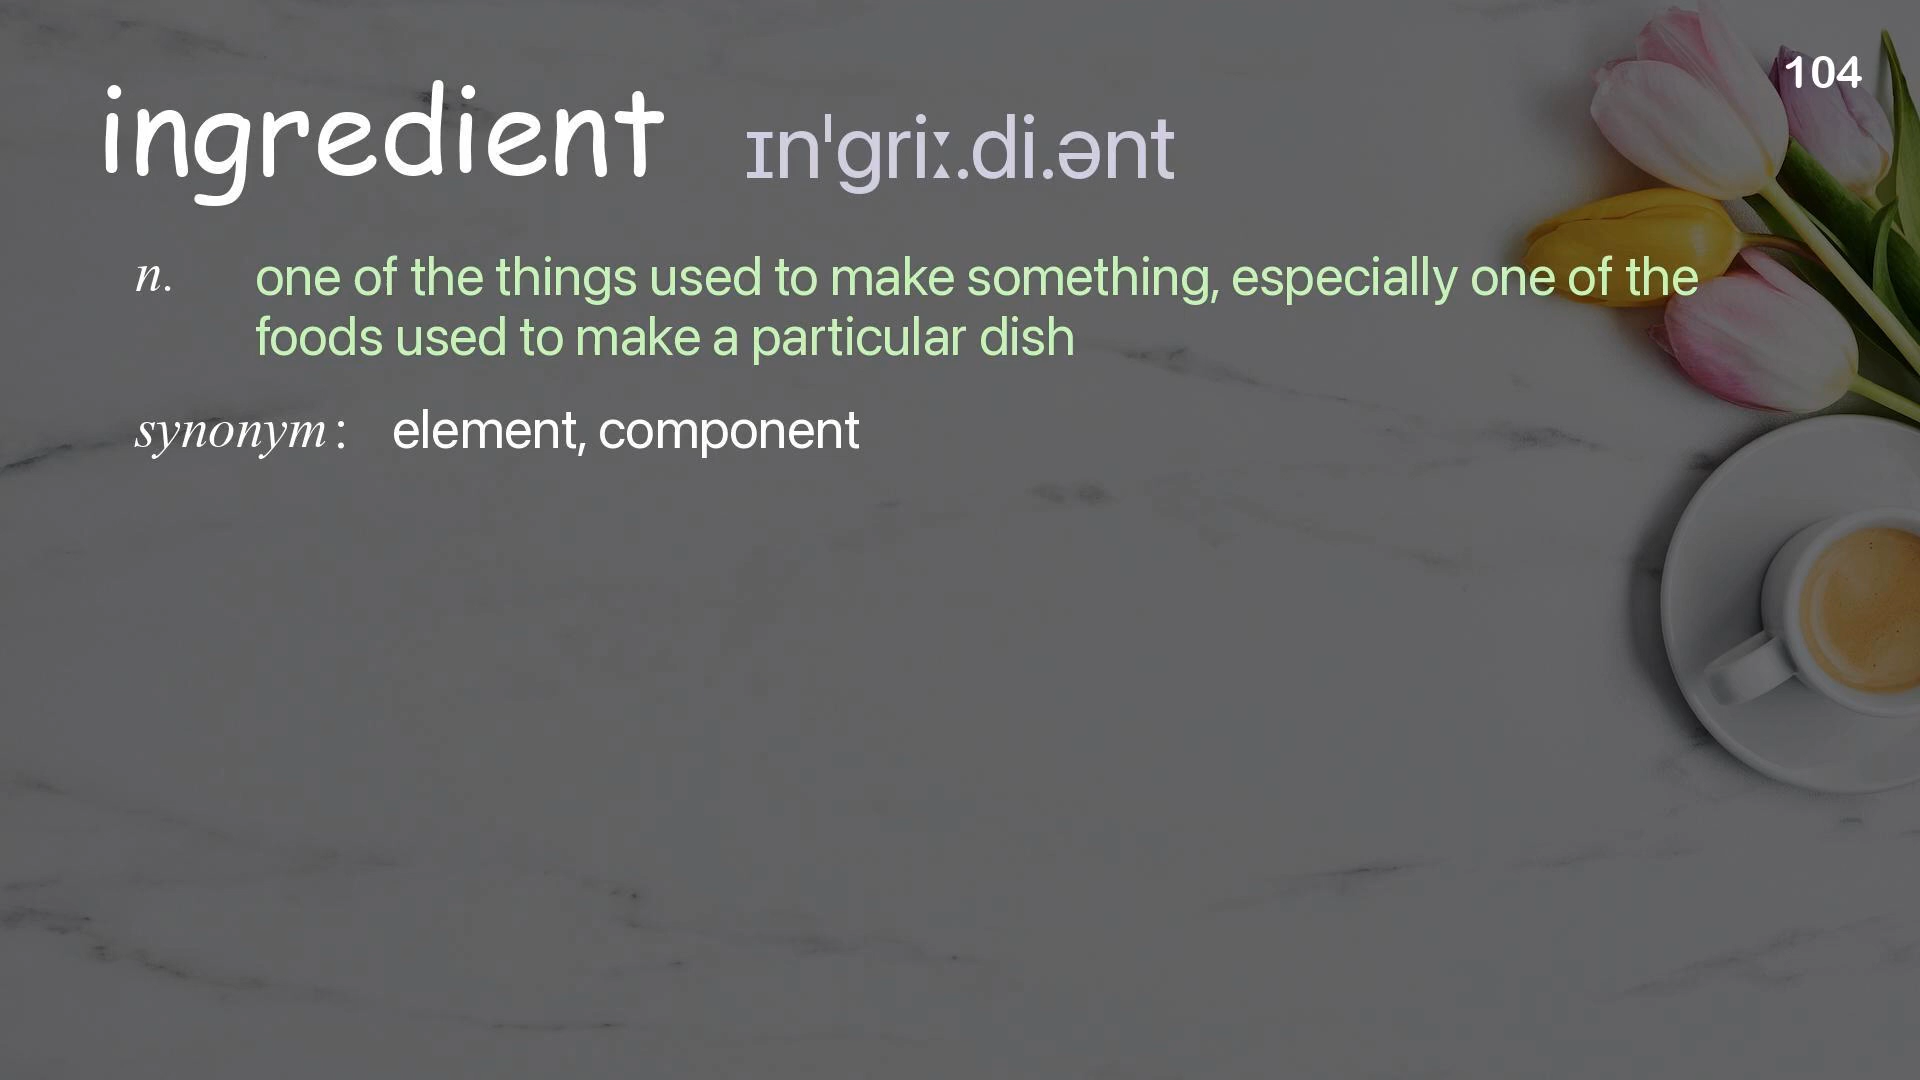 104
ingredient ɪnˈɡriː.di.ənt
n. one of the things used to make something, especially one of the
foods used to make a particular dish
synonym: element, component